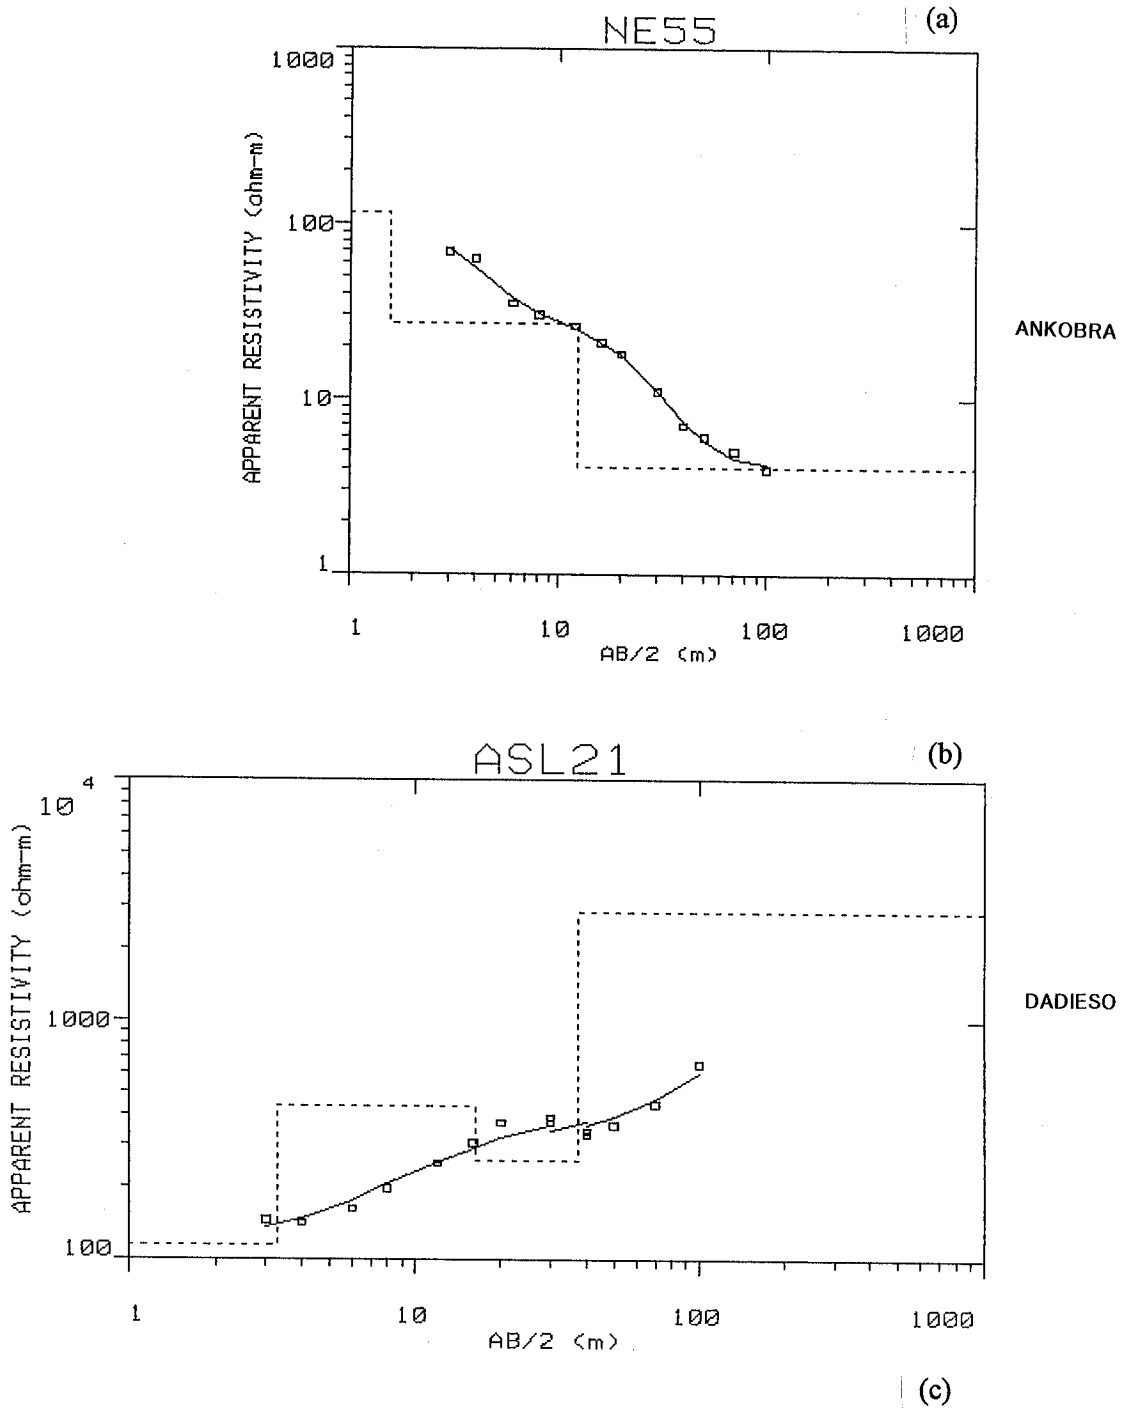 (a)
NE55
1000
100
10
1
APPARENT RESISTIVITY (ohm-m)
ANKOBRA
1 10 100 1000
AB/2 (m)
(b)
ASL21
10 4
1000
100
APPARENT RESISTIVITY (ohm-m)
DADIESO
1 10 100 1000
AB/2 (m)
(c)